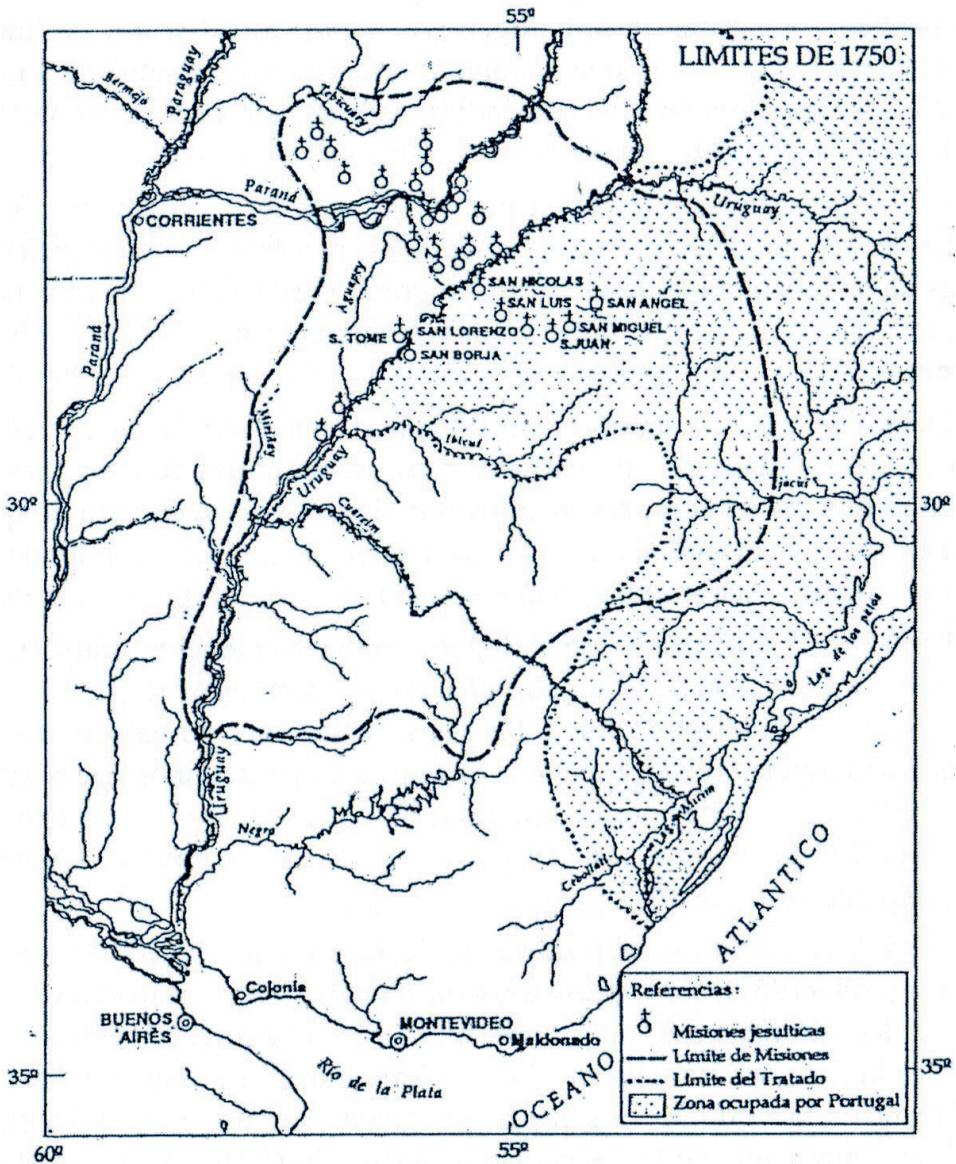 55º
LIMITES DE 1750
Bermejo
Paraguay
Tebicuary
Paraná
CORRIENTES
Uruguay
Aguapey
SAN NICOLAS
SAN LUIS
SAN ANGEL
S. TOME
SAN LORENZO
SAN MIGUEL
S.JUAN
SAN BORJA
Paraná
Miriñay
Ibicuí
Uruguay
Jacuí
30º
30º
Cuareim
Lag. de los patos
Uruguay
Negro
Cebollatí
ATLANTICO
OCEANO
Colonia
BUENOS
AIRES
MONTEVIDEO
Maldonado
Río de la Plata
Referencias:
Misiones jesuíticas
Límite de Misiones
Límite del Tratado
Zona ocupada por Portugal
35º
35º
60º
55º